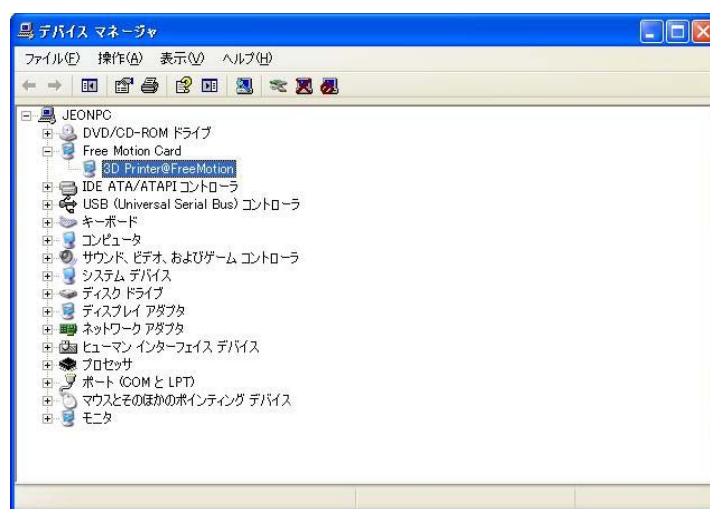 デバイス マネージャ
ファイル(F) 操作(A) 表示(V) ヘルプ(H)
JEONPC
DVD/CD-ROM ドライブ
Free Motion Card
3D Printer@FreeMotion
IDE ATA/ATAPI コントローラ
USB (Universal Serial Bus) コントローラ
キーボード
コンピュータ
サウンド、ビデオ、およびゲーム コントローラ
システム デバイス
ディスク ドライブ
ディスプレイ アダプタ
ネットワーク アダプタ
ヒューマン インターフェイス デバイス
プロセッサ
ポート (COM と LPT)
マウスとそのほかのポインティング デバイス
モニタ